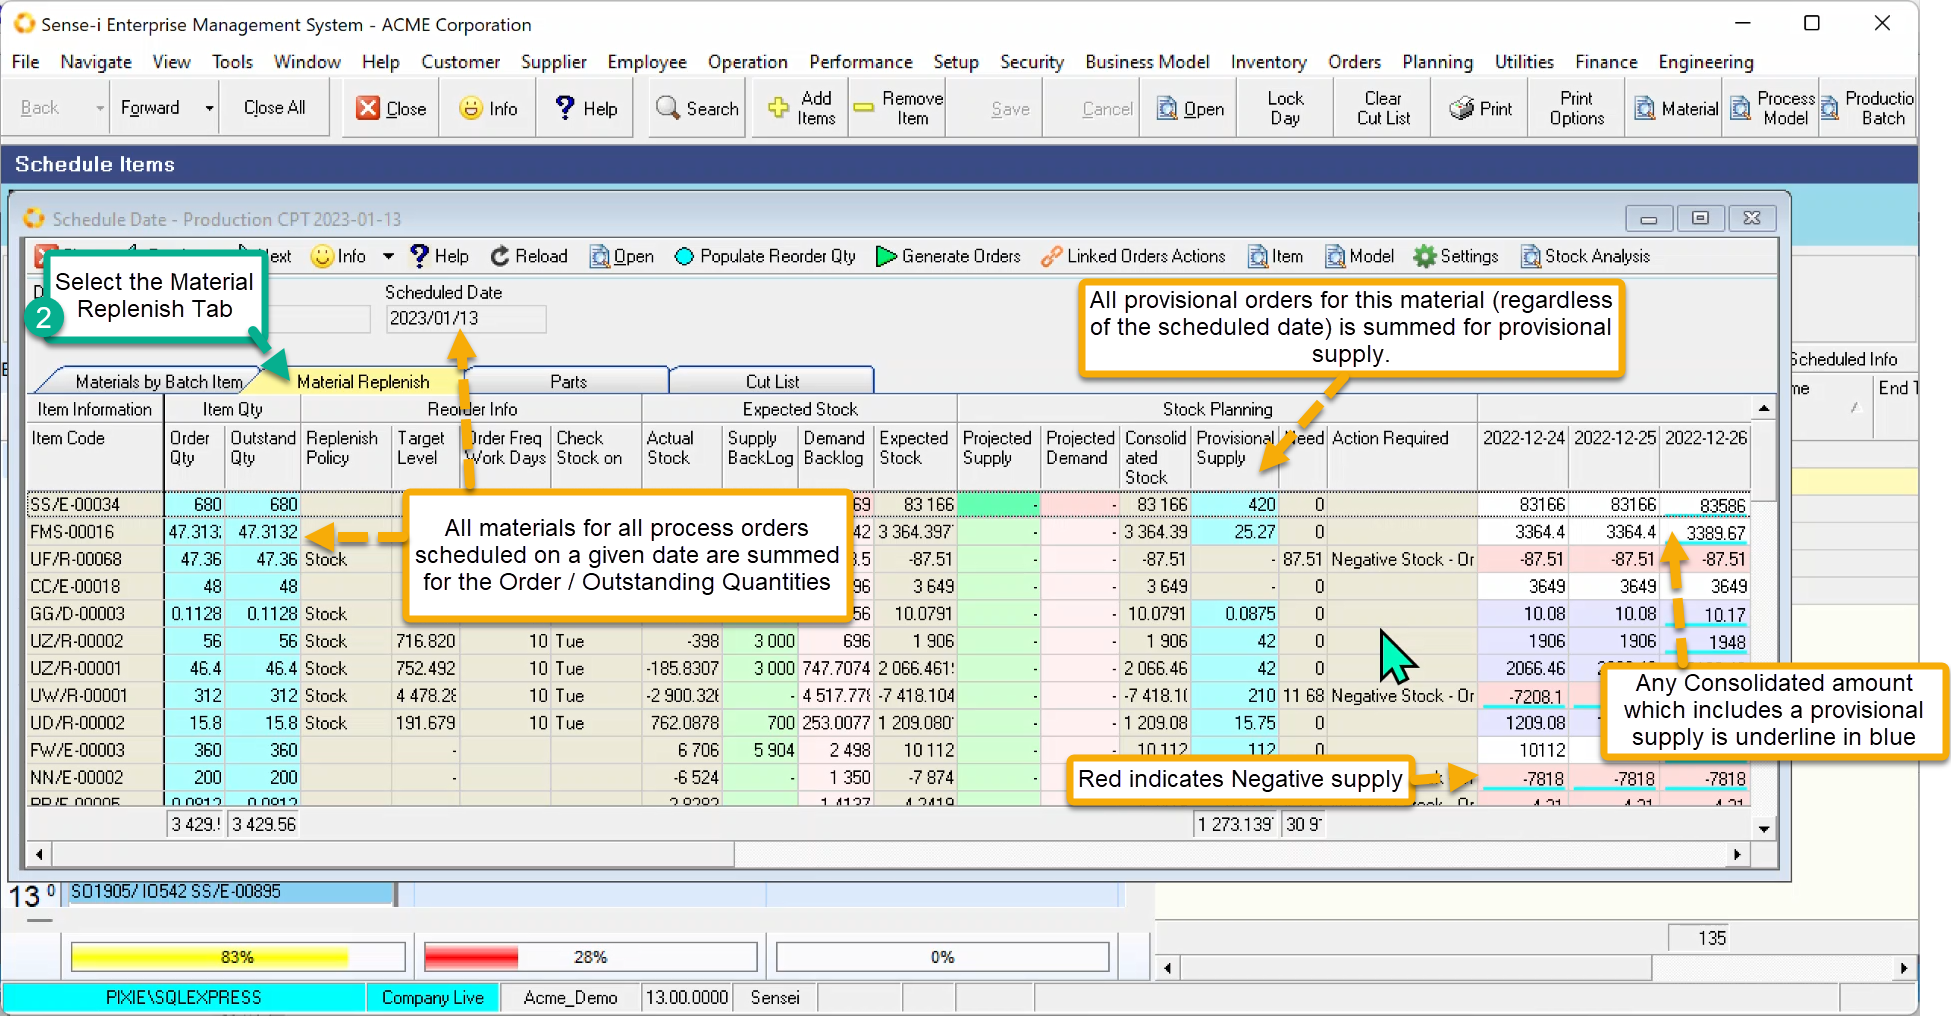 Sense-i Enterprise Management System - ACME Corporation
File Navigate View Tools Window Help Customer Supplier Employee Operation Performance Setup Security Business Model Inventory Orders Planning Utilities Finance Engineering
Back Forward Close All Close Info Help Search Add Items Remove Item Save Cancel Open Lock Day Clear Cut List Print Print Options Material Process Model Productio Batch
Schedule Items
Schedule Date - Production CPT 2023-01-13
ext Info Help Reload Open Populate Reorder Qty Generate Orders Linked Orders Actions Item Model Settings Stock Analysis
Select the Material
Replenish Tab
2
D
Scheduled Date
2023/01/13
All provisional orders for this material (regardless
of the scheduled date) is summed for provisional
supply.
Scheduled Info
me End T
Materials by Batch Item Material Replenish Parts Cut List
Item Information Item Qty Reorder Info Expected Stock Stock Planning
Item Code Order Qty Outstand Qty Replenish Policy Target Level Order Freq Work Days Check Stock on Actual Stock Supply BackLog Demand Backlog Expected Stock Projected Supply Projected Demand Consolid ated Stock Provisional Supply Need Action Required 2022-12-24 2022-12-25 2022-12-26
SS/E-00034 680 680 69 83 166 - - 83 166 420 0 83166 83166 83586
FMS-00016 47.313; 47.3132 42 3 364.397 - - 3 364.39 25.27 0 3364.4 3364.4 3389.67
UF/R-00068 47.36 47.36 Stock 3.5 -87.51 - - -87.51 - 87.51 Negative Stock - Or -87.51 -87.51 -87.51
CC/E-00018 48 48 96 3 649 - - 3 649 - 0 3649 3649 3649
GG/D-00003 0.1128 0.1128 Stock 56 10.0791 - - 10.0791 0.0875 0 10.08 10.08 10.17
UZ/R-00002 56 56 Stock 716.820 10 Tue -398 3 000 696 1 906 - - 1 906 42 0 1906 1906 1948
UZ/R-00001 46.4 46.4 Stock 752.492 10 Tue -185.8307 3 000 747.7074 2 066.461 - - 2 066.46 42 0 2066.46
UW/R-00001 312 312 Stock 4 478.28 10 Tue -2 900.326 - 4 517.778 -7 418.104 - - -7 418.10 210 11 68 Negative Stock - Or -7208.1
UD/R-00002 15.8 15.8 Stock 191.679 10 Tue 762.0878 700 253.0077 1 209.080 - - 1 209.08 15.75 0 1209.08
FW/E-00003 360 360 - 6 706 5 904 2 498 10 112 - - 10 112 112 0 10112
NN/E-00002 200 200 - -6 524 - 1 350 -7 874 - -7818 -7818 -7818
3 429.! 3 429.56 1 273.139 30 9
All materials for all process orders
scheduled on a given date are summed
for the Order / Outstanding Quantities
Any Consolidated amount
which includes a provisional
supply is underline in blue
Red indicates Negative supply
13 0 SO1905/ IO542 SS/E-00895
135
83% 28% 0%
PIXIE\SQLEXPRESS Company Live Acme_Demo 13.00.0000 Sensei